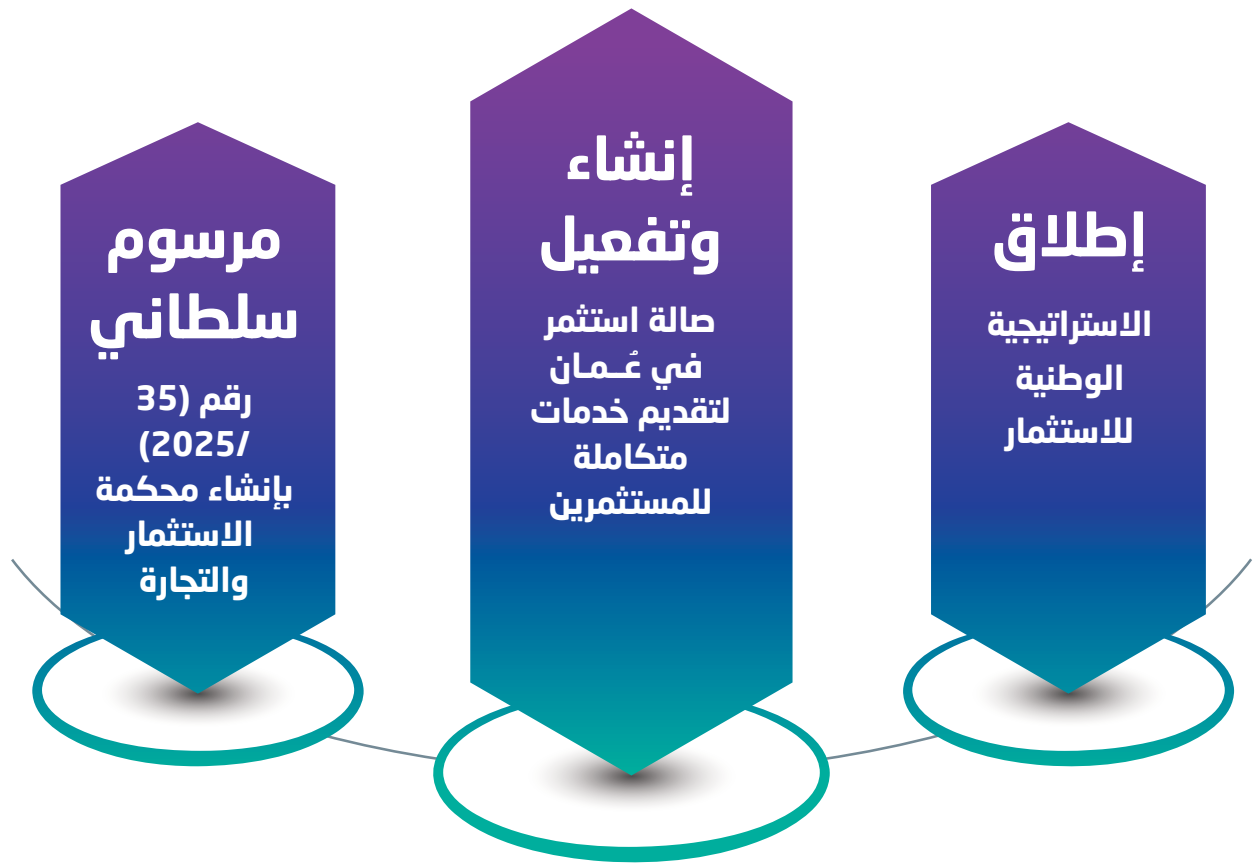 إطلاق
الاستراتيجية
الوطنية
للاستثمار
إنشاء
وتفعيل
صالة استثمر
في عُـمـان
لتقديم خدمات
متكاملة
للمستثمرين
مرسوم
سلطاني
رقم (35
/2025)
بإنشاء محكمة
الاستثمار
والتجارة